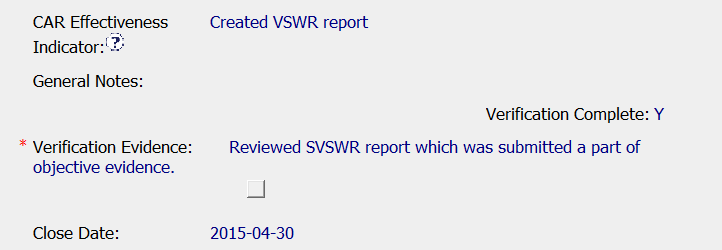 CAR Effectiveness Created VSWR report
Indicator:?
General Notes:
Verification Complete: Y
* Verification Evidence: Reviewed SVSWR report which was submitted a part of
objective evidence.
Close Date: 2015-04-30